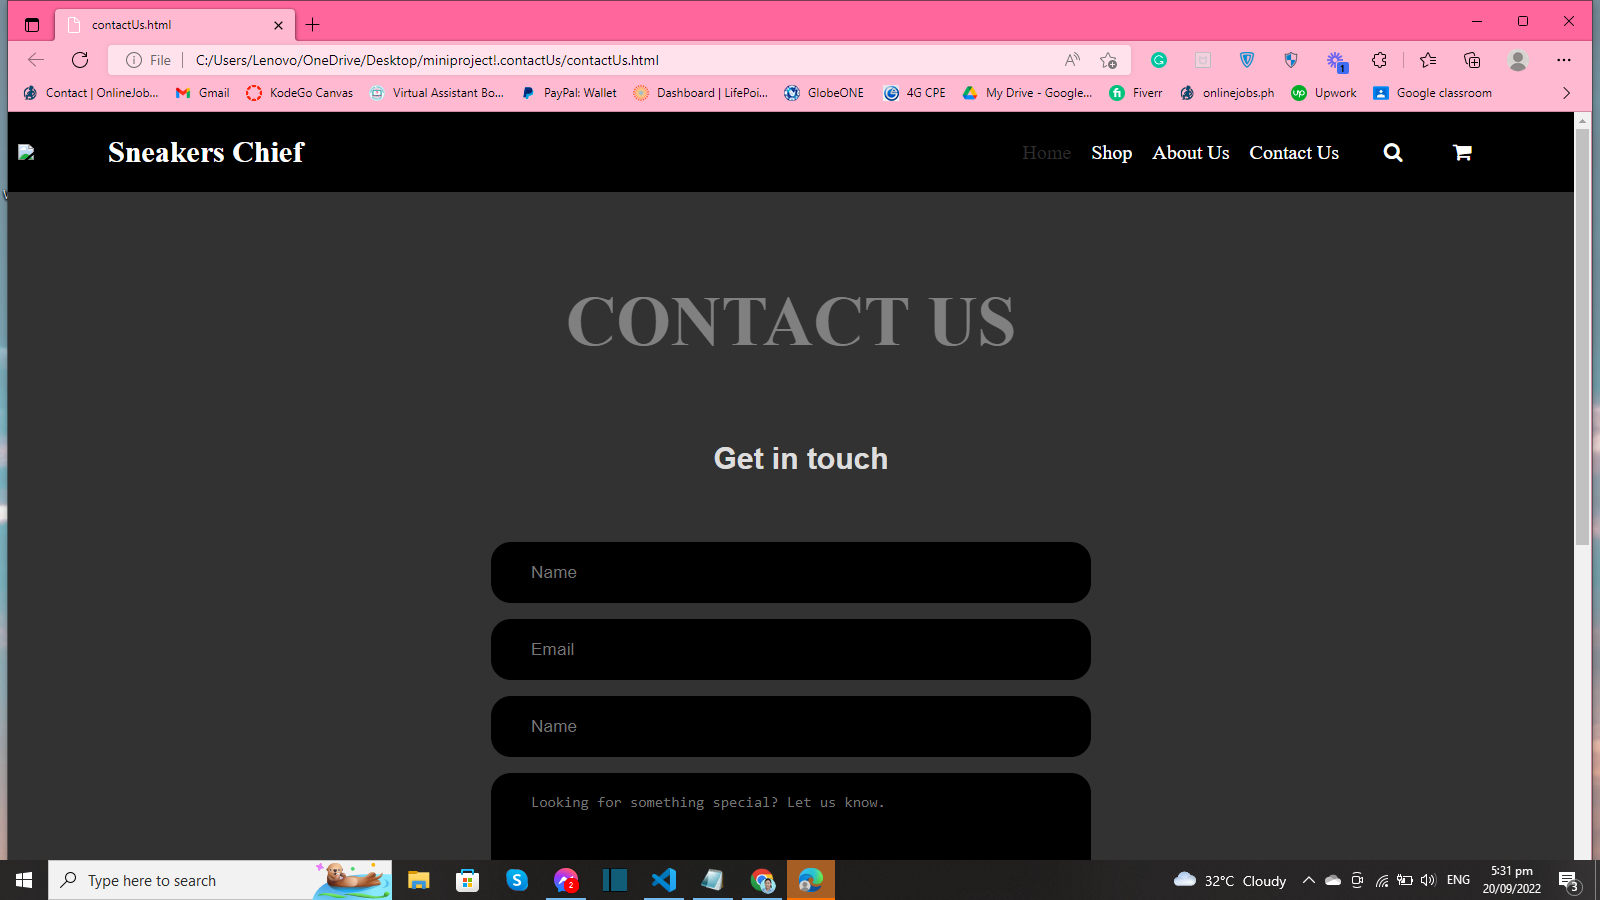 contactUs.html
File
C:/Users/Lenovo/OneDrive/Desktop/miniproject!.contactUs/contactUs.html
1
Contact | OnlineJob...
Gmail
KodeGo Canvas
Virtual Assistant Bo...
PayPal: Wallet
Dashboard | LifePoi...
GlobeONE
4G CPE
My Drive - Google...
Fiverr
onlinejobs.ph
Upwork
Google classroom
Sneakers Chief
Home
Shop
About Us
Contact Us
CONTACT US
Get in touch
Name
Email
Name
Looking for something special? Let us know.
Type here to search
2
32°C Cloudy
ENG
5:31 pm
20/09/2022
3